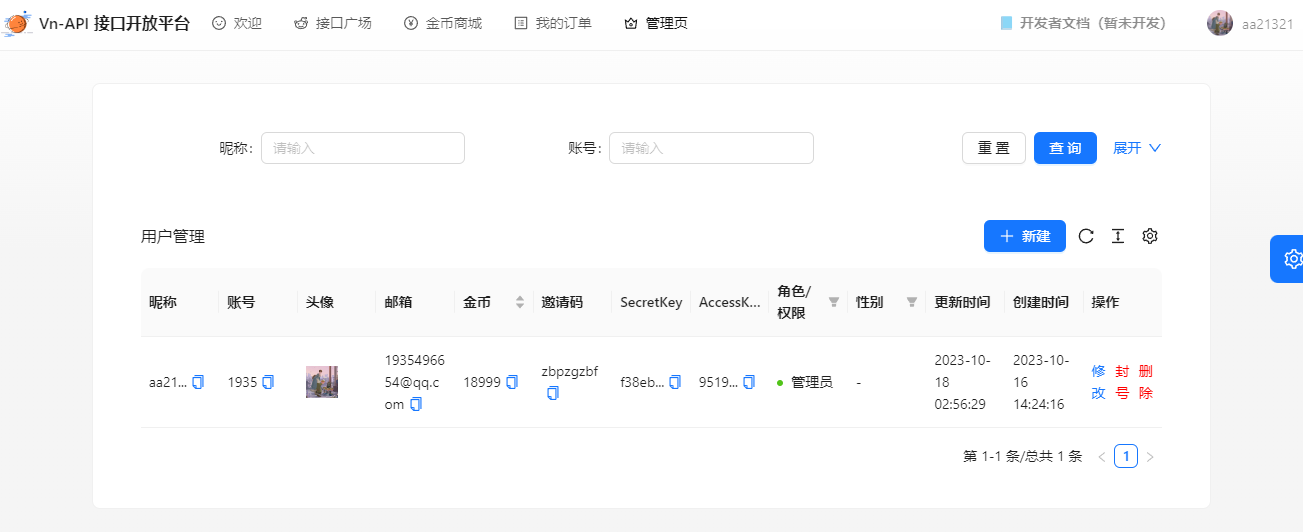 Vn-API 接口开放平台 欢迎 接口广场 金币商城 我的订单 管理页 开发者文档（暂未开发） aa21321
昵称: 请输入 账号: 请输入 重 置 查 询 展开
用户管理 新建
昵称 账号 头像 邮箱 金币 邀请码 SecretKey AccessK... 角色/ 性别 更新时间 创建时间 操作
权限
19354966 2023-10- 2023-10-
zbpzgzbf 修 封 删
aa21... 1935 54@qq.c 18999 f38eb... 9519... 管理员 - 18 16
改 号 除
om 02:56:29 14:24:16
第 1-1 条/总共 1 条 1